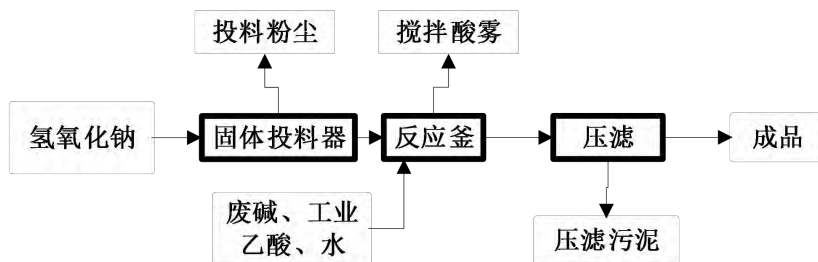 投料粉尘
搅拌酸雾
氢氧化钠
固体投料器
反应釜
压滤
成品
废碱、工业
乙酸、水
压滤污泥